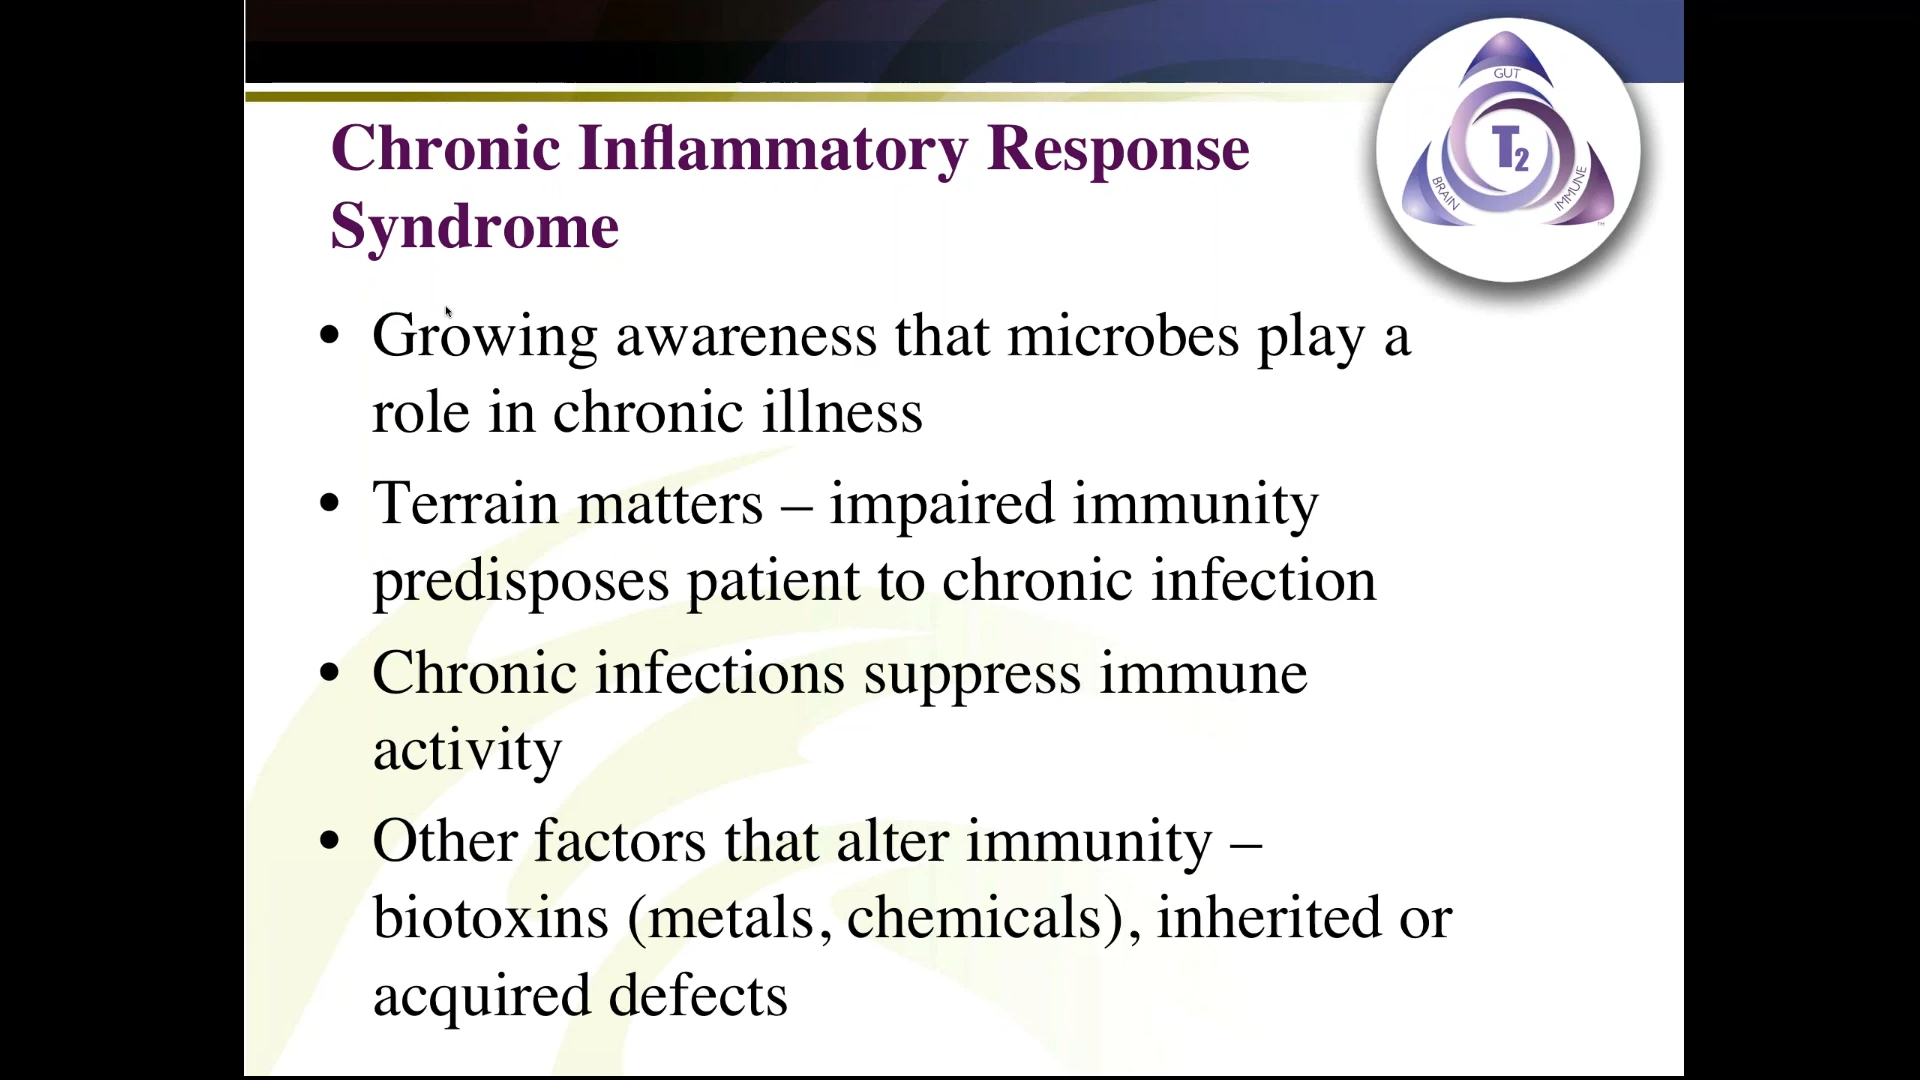 GUT
T2
BRAIN
IMMUNE
™
Chronic Inflammatory Response
Syndrome
• Growing awareness that microbes play a
role in chronic illness
• Terrain matters – impaired immunity
predisposes patient to chronic infection
• Chronic infections suppress immune
activity
• Other factors that alter immunity –
biotoxins (metals, chemicals), inherited or
acquired defects